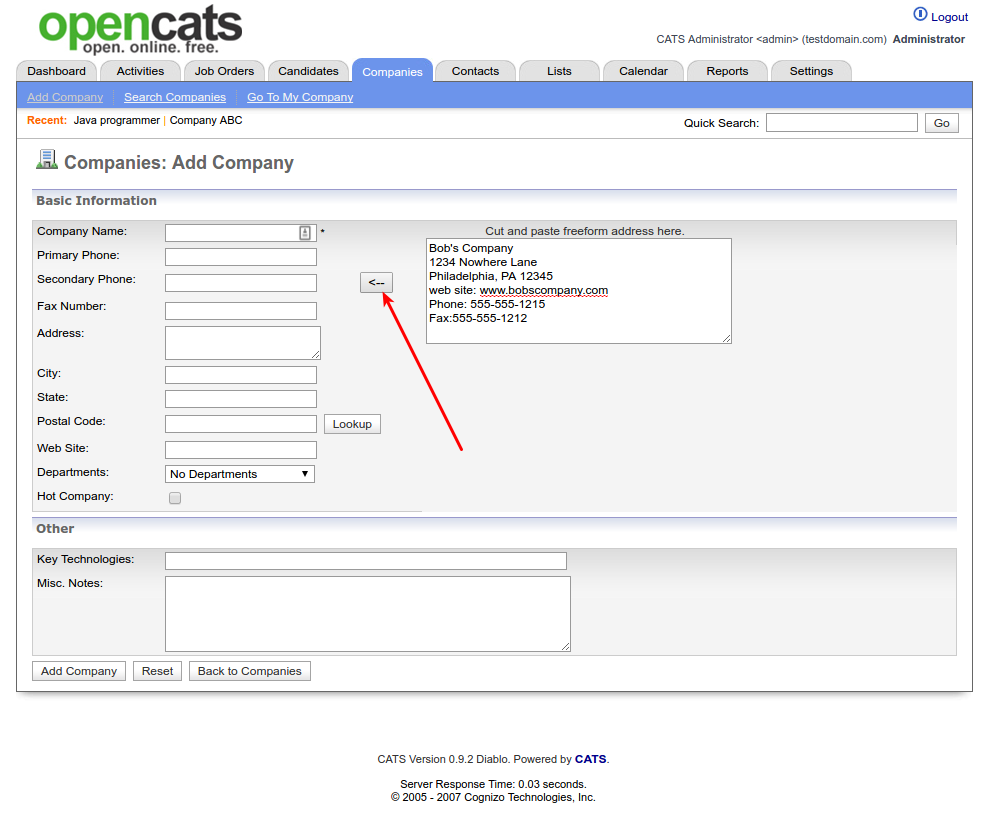 opencats
open. online. free.
Logout
CATS Administrator <admin> (testdomain.com) Administrator
Dashboard Activities Job Orders Candidates Companies Contacts Lists Calendar Reports Settings
Add Company Search Companies Go To My Company
Recent: Java programmer | Company ABC
Quick Search: Go
Companies: Add Company
Basic Information
Company Name: *
Cut and paste freeform address here.
Primary Phone:
Secondary Phone:
<--
Bob's Company
1234 Nowhere Lane
Philadelphia, PA 12345
web site: www.bobscompany.com
Phone: 555-555-1215
Fax:555-555-1212
Fax Number:
Address:
City:
State:
Postal Code: Lookup
Web Site:
Departments: No Departments
Hot Company:
Other
Key Technologies:
Misc. Notes:
Add Company Reset Back to Companies
CATS Version 0.9.2 Diablo. Powered by CATS.
Server Response Time: 0.03 seconds.
© 2005 - 2007 Cognizo Technologies, Inc.